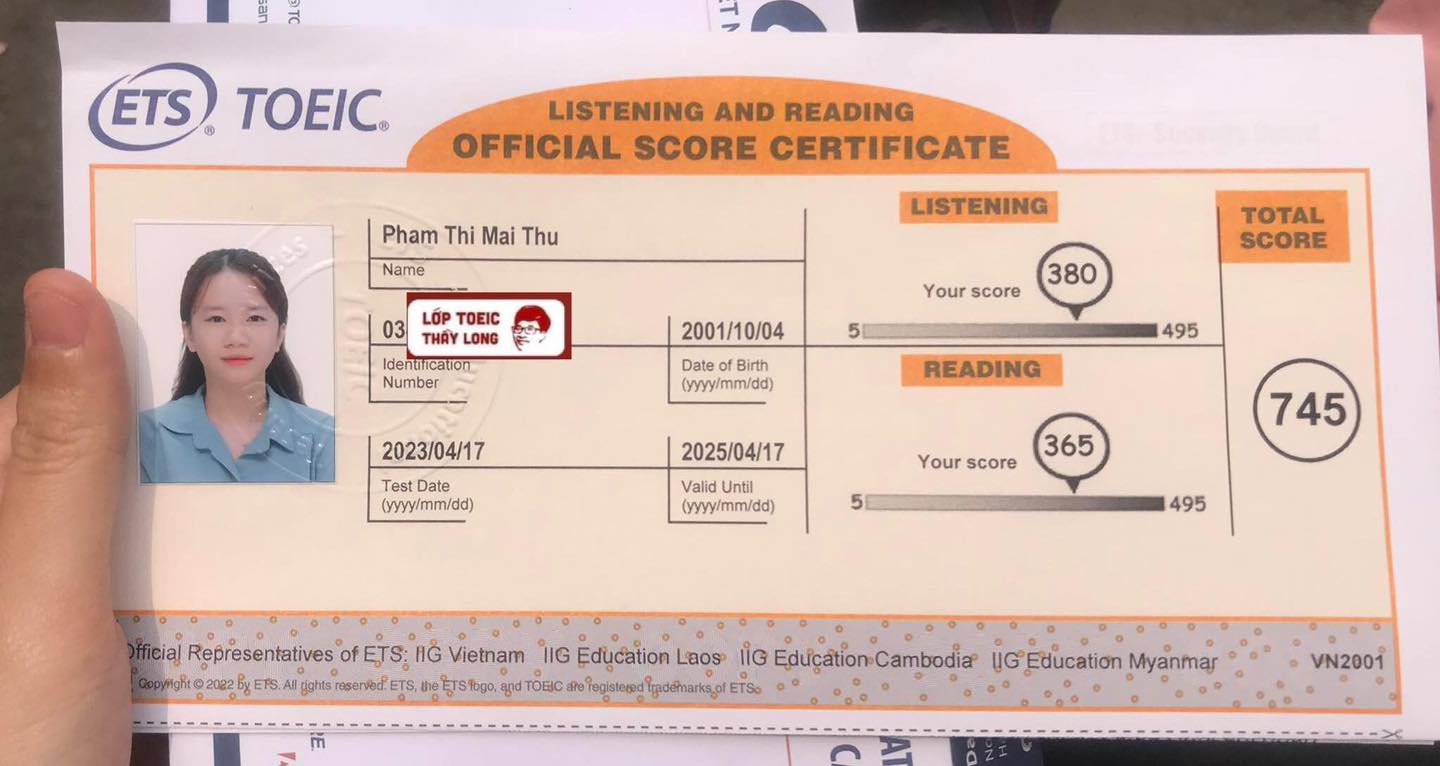 ETS® TOEIC®
LISTENING AND READING
OFFICIAL SCORE CERTIFICATE
Pham Thi Mai Thu
Name
03
LỚP TOEIC
THẦY LONG
Identification
Number
2001/10/04
Date of Birth
(yyyy/mm/dd)
2023/04/17
Test Date
(yyyy/mm/dd)
2025/04/17
Valid Until
(yyyy/mm/dd)
LISTENING
Your score 380
5 495
READING
Your score 365
5 495
TOTAL
SCORE
745
Official Representatives of ETS: IIG Vietnam IIG Education Laos IIG Education Cambodia IIG Education Myanmar VN2001
Copyright © 2022 by ETS. All rights reserved. ETS, the ETS logo, and TOEIC are registered trademarks of ETS.